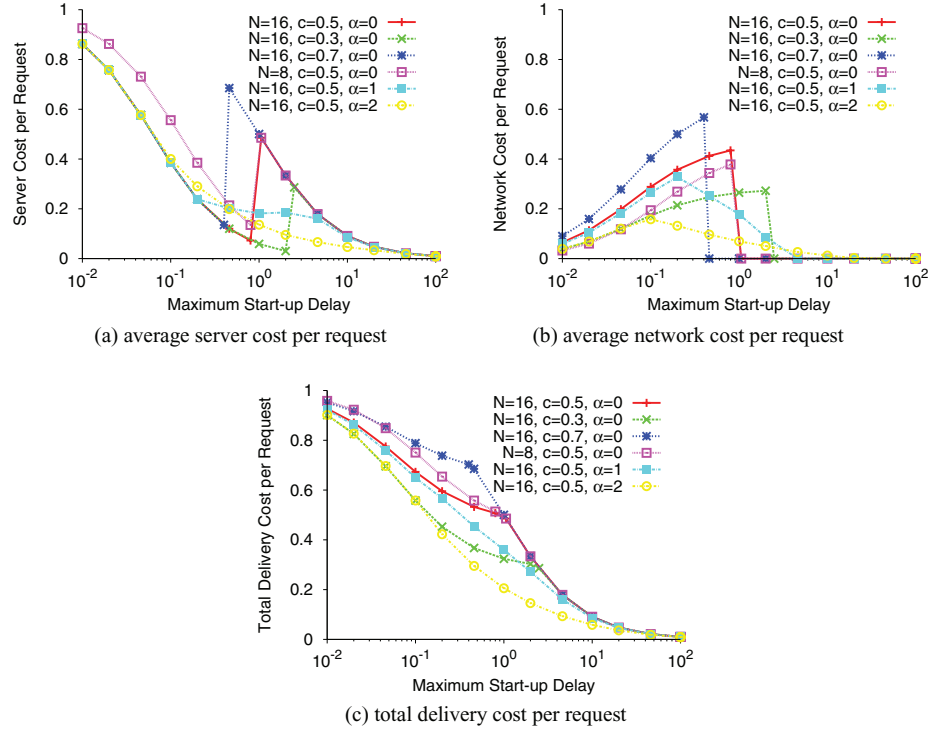 N=16, c=0.5, α=0
N=16, c=0.3, α=0
N=16, c=0.7, α=0
N=8, c=0.5, α=0
N=16, c=0.5, α=1
N=16, c=0.5, α=2
Server Cost per Request
1
0.8
0.6
0.4
0.2
0
10^-2
10^-1
10^0
10^1
10^2
Maximum Start-up Delay
(a) average server cost per request
N=16, c=0.5, α=0
N=16, c=0.3, α=0
N=16, c=0.7, α=0
N=8, c=0.5, α=0
N=16, c=0.5, α=1
N=16, c=0.5, α=2
Network Cost per Request
1
0.8
0.6
0.4
0.2
0
10^-2
10^-1
10^0
10^1
10^2
Maximum Start-up Delay
(b) average network cost per request
N=16, c=0.5, α=0
N=16, c=0.3, α=0
N=16, c=0.7, α=0
N=8, c=0.5, α=0
N=16, c=0.5, α=1
N=16, c=0.5, α=2
Total Delivery Cost per Request
1
0.8
0.6
0.4
0.2
0
10^-2
10^-1
10^0
10^1
10^2
Maximum Start-up Delay
(c) total delivery cost per request